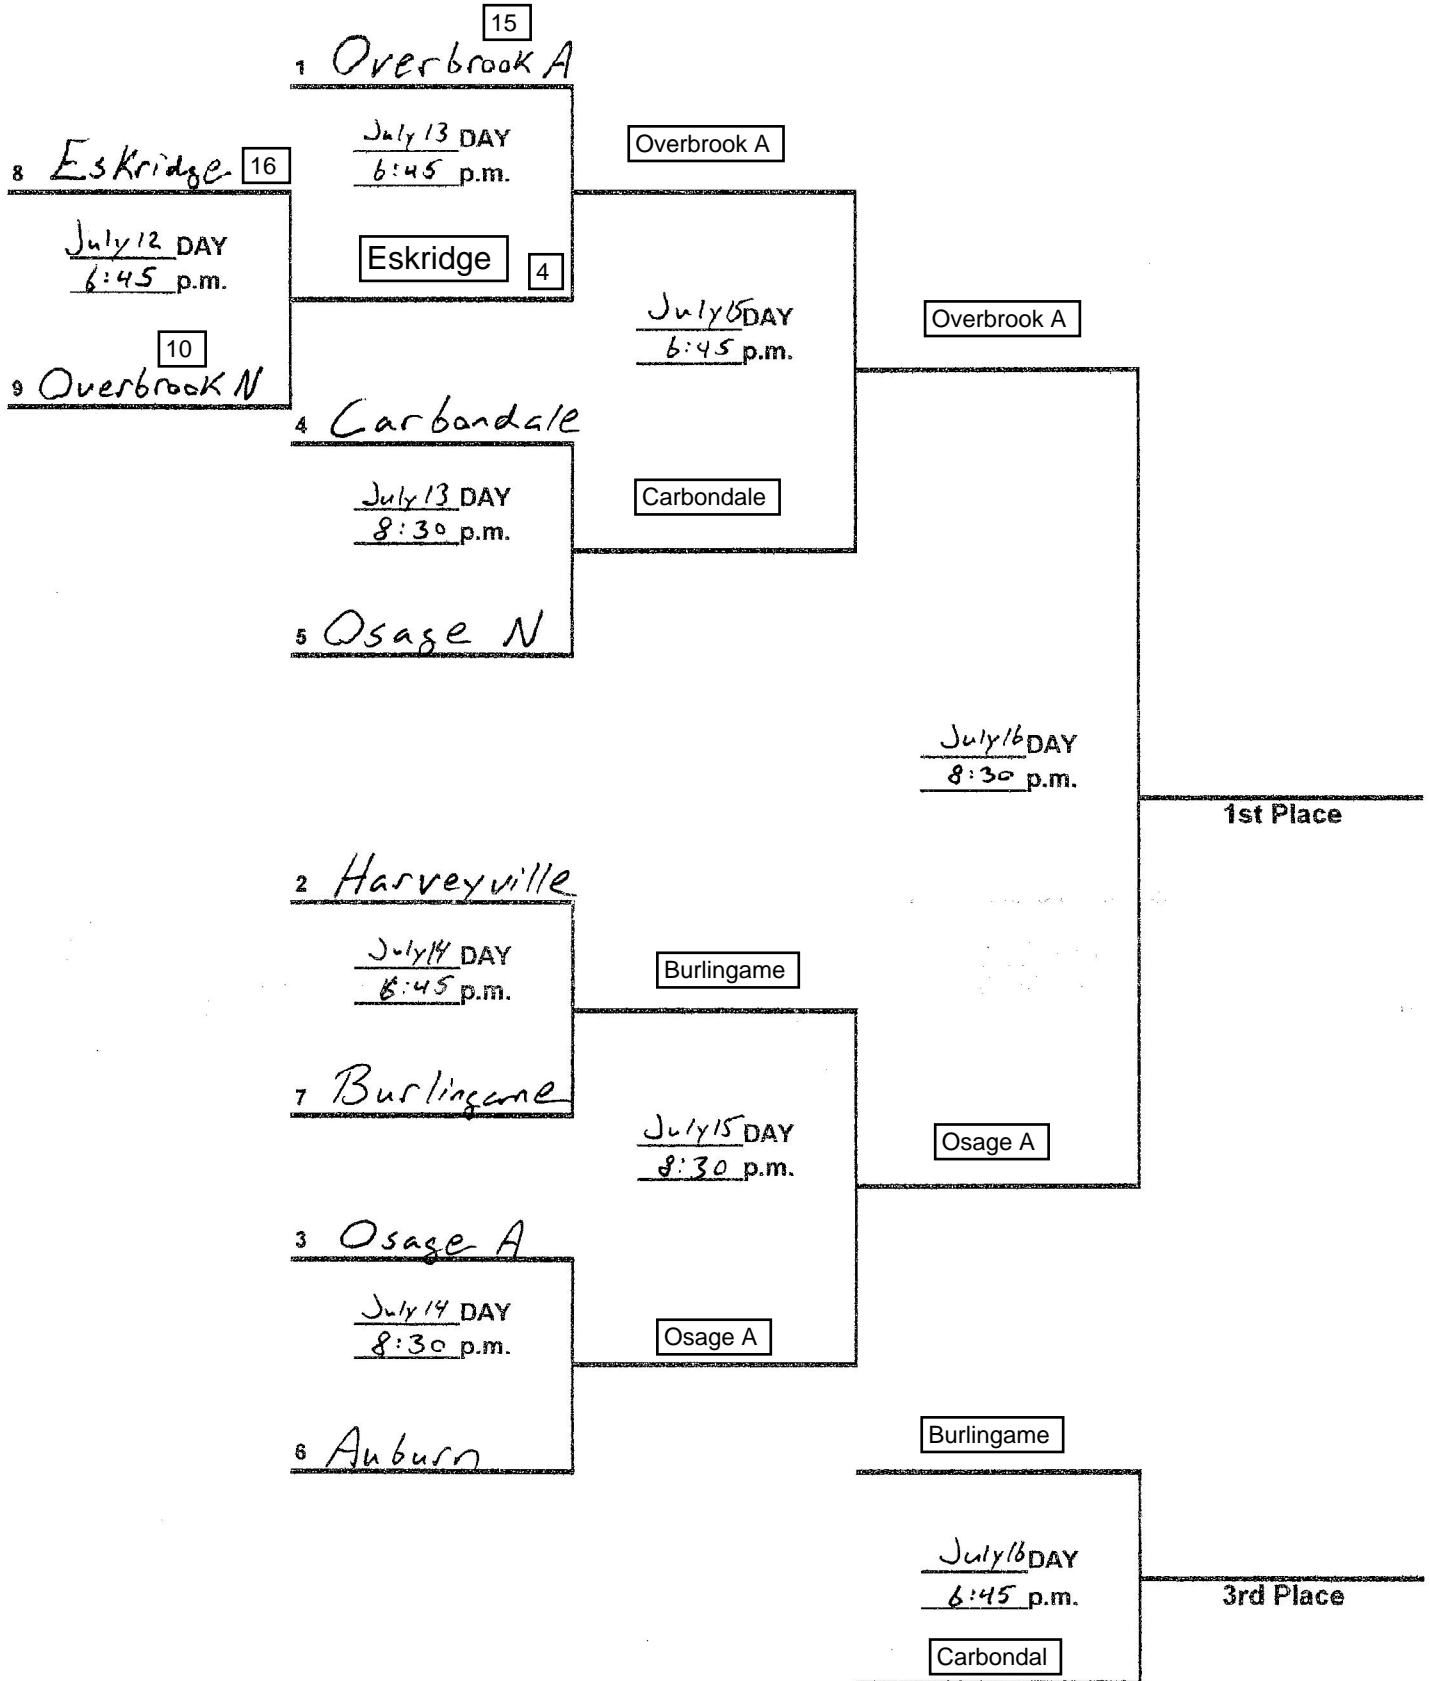 15
1 Overbrook A
July 13 DAY
6:45 p.m.
Overbrook A
8 Eskridge 16
July 12 DAY
6:45 p.m.
Eskridge 4
10
9 Overbrook N
July 15 DAY
6:45 p.m.
Overbrook A
4 Carbondale
July 13 DAY
8:30 p.m.
Carbondale
5 Osage N
July 16 DAY
8:30 p.m.
1st Place
2 Harveyville
July 14 DAY
6:45 p.m.
Burlingame
7 Burlingame
July 15 DAY
8:30 p.m.
Osage A
3 Osage A
July 14 DAY
8:30 p.m.
Osage A
6 Auburn
Burlingame
July 16 DAY
6:45 p.m.
3rd Place
Carbondal